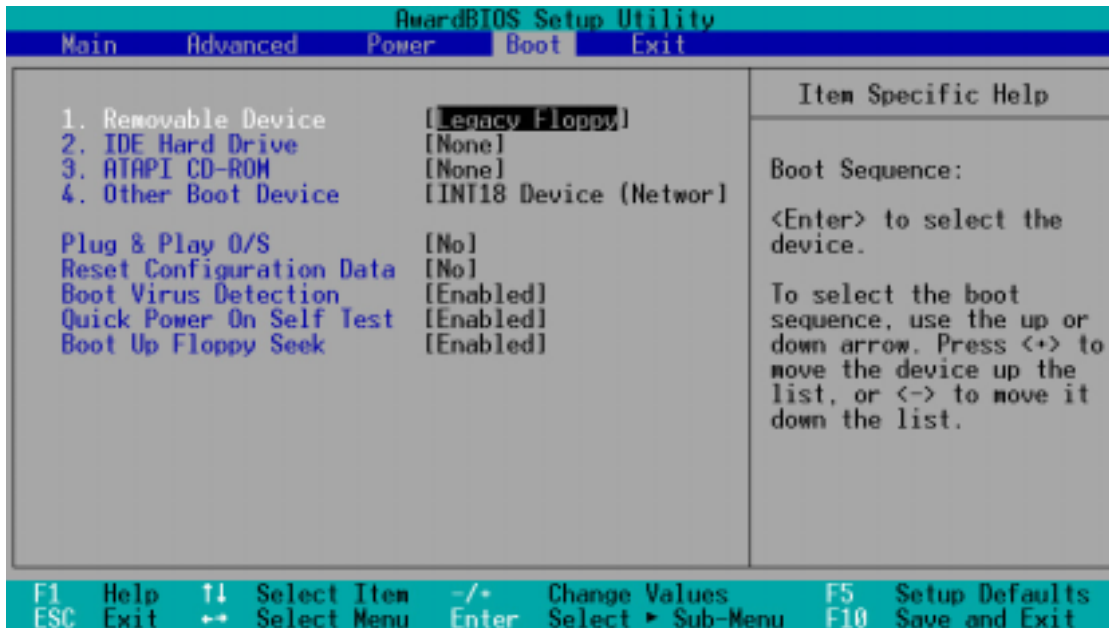 AwardBIOS Setup Utility
Main Advanced Power Boot Exit
1. Removable Device [Legacy Floppy]
2. IDE Hard Drive [None]
3. ATAPI CD-ROM [None]
4. Other Boot Device [INT18 Device (Networ]
Plug & Play O/S [No]
Reset Configuration Data [No]
Boot Virus Detection [Enabled]
Quick Power On Self Test [Enabled]
Boot Up Floppy Seek [Enabled]
Item Specific Help
Boot Sequence:
<Enter> to select the
device.
To select the boot
sequence, use the up or
down arrow. Press <+> to
move the device up the
list, or <-> to move it
down the list.
F1 Help ↑↓ Select Item -/+ Change Values F5 Setup Defaults
ESC Exit ←→ Select Menu Enter Select ► Sub-Menu F10 Save and Exit